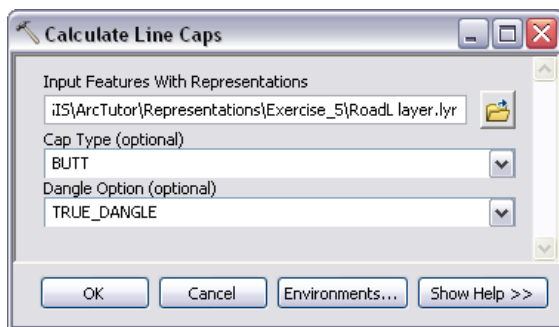 Calculate Line Caps
Input Features With Representations
iIS\ArcTutor\Representations\Exercise_5\RoadL layer.lyr
Cap Type (optional)
BUTT
Dangle Option (optional)
TRUE_DANGLE
OK Cancel Environments... Show Help >>